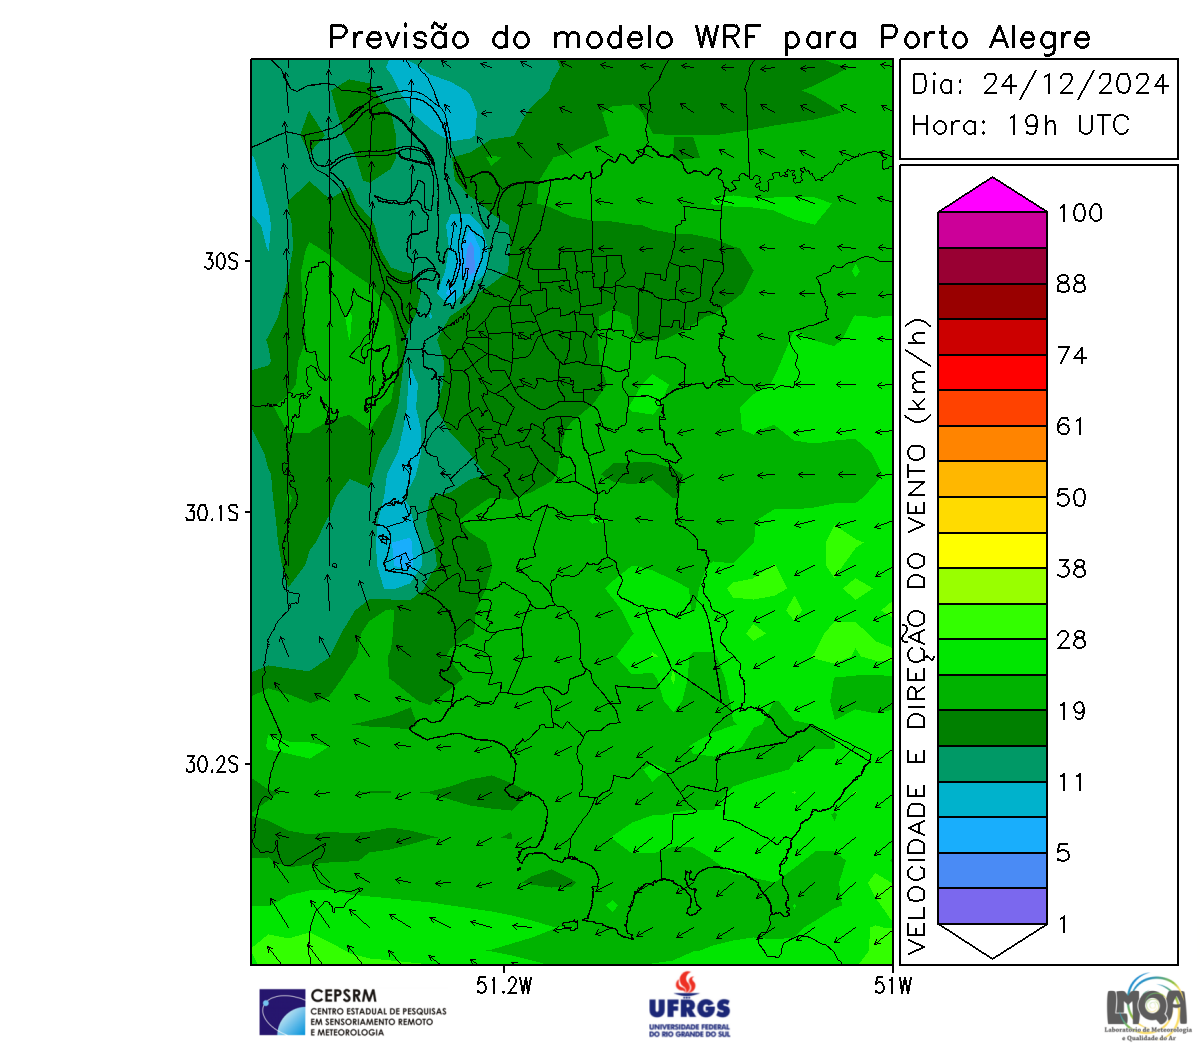 Previsão do modelo WRF para Porto Alegre
Dia: 24/12/2024
Hora: 19h UTC
30S
30.1S
30.2S
51.2W
51W
VELOCIDADE E DIREÇÃO DO VENTO (km/h)
100
88
74
61
50
38
28
19
11
5
1
CEPSRM
CENTRO ESTADUAL DE PESQUISAS
EM SENSORIAMENTO REMOTO
E METEOROLOGIA
UFRGS
UNIVERSIDADE FEDERAL
DO RIO GRANDE DO SUL
LMQA
Laboratório de Meteorologia
e Qualidade do Ar